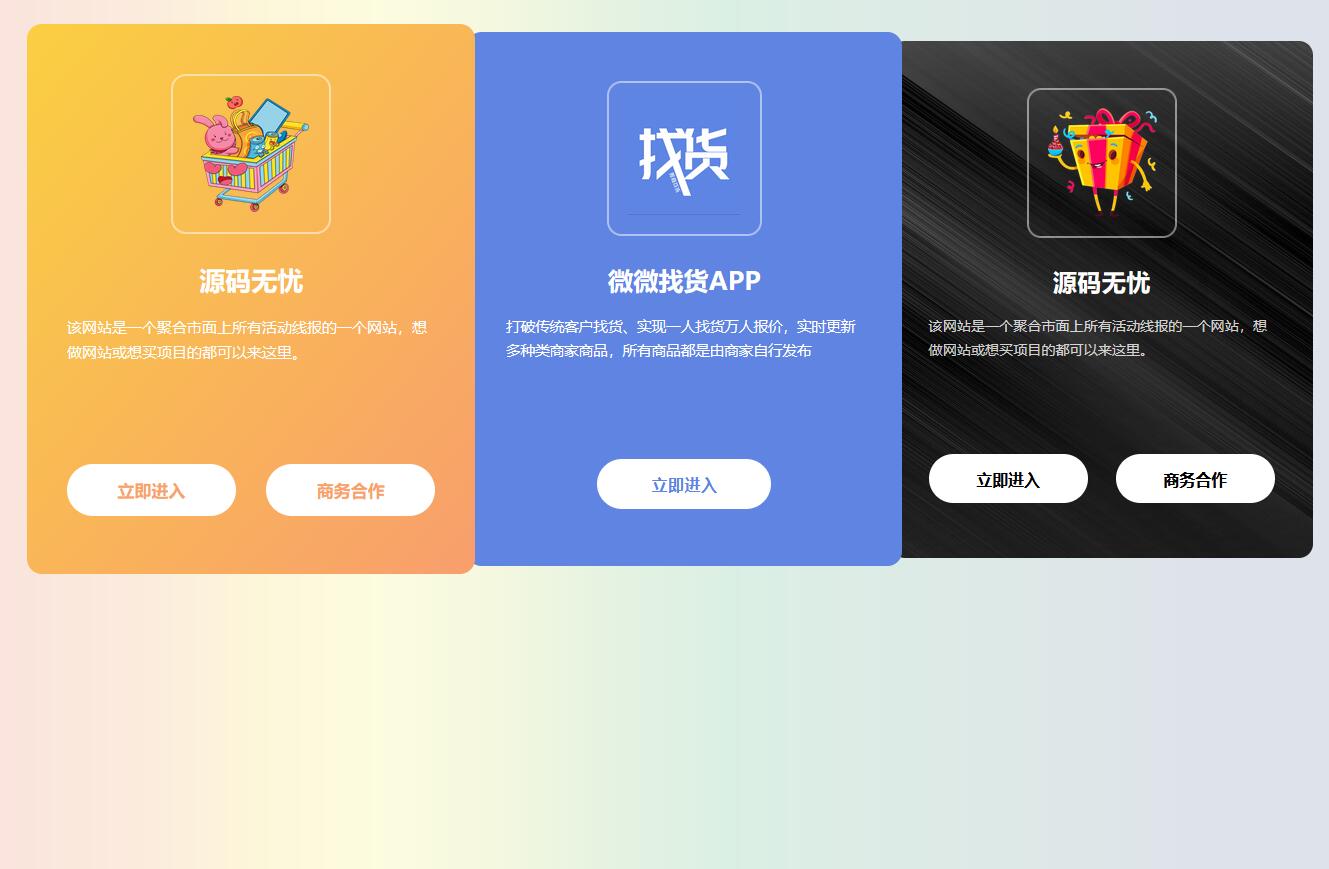 源码无忧
该网站是一个聚合市面上所有活动线报的一个网站，想
做网站或想买项目的都可以来这里。
立即进入
商务合作
找货
微微找货APP
打破传统客户找货、实现一人找货万人报价，实时更新
多种类商家商品，所有商品都是由商家自行发布
立即进入
源码无忧
该网站是一个聚合市面上所有活动线报的一个网站，想
做网站或想买项目的都可以来这里。
立即进入
商务合作